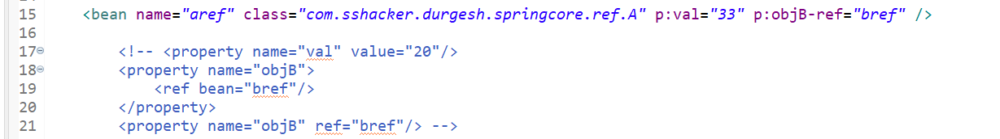 15 <bean name="aref" class="com.sshacker.durgesh.springcore.ref.A" p:val="33" p:objB-ref="bref" />
16
17 <!-- <property name="val" value="20"/>
18 <property name="objB">
19 <ref bean="bref"/>
20 </property>
21 <property name="objB" ref="bref"/> -->